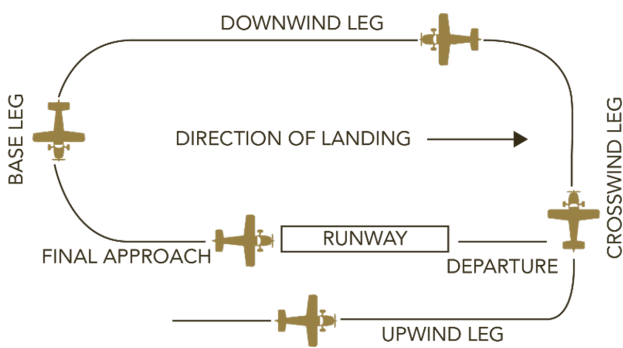 DOWNWIND LEG
BASE LEG
DIRECTION OF LANDING
CROSSWIND LEG
RUNWAY
FINAL APPROACH
DEPARTURE
UPWIND LEG